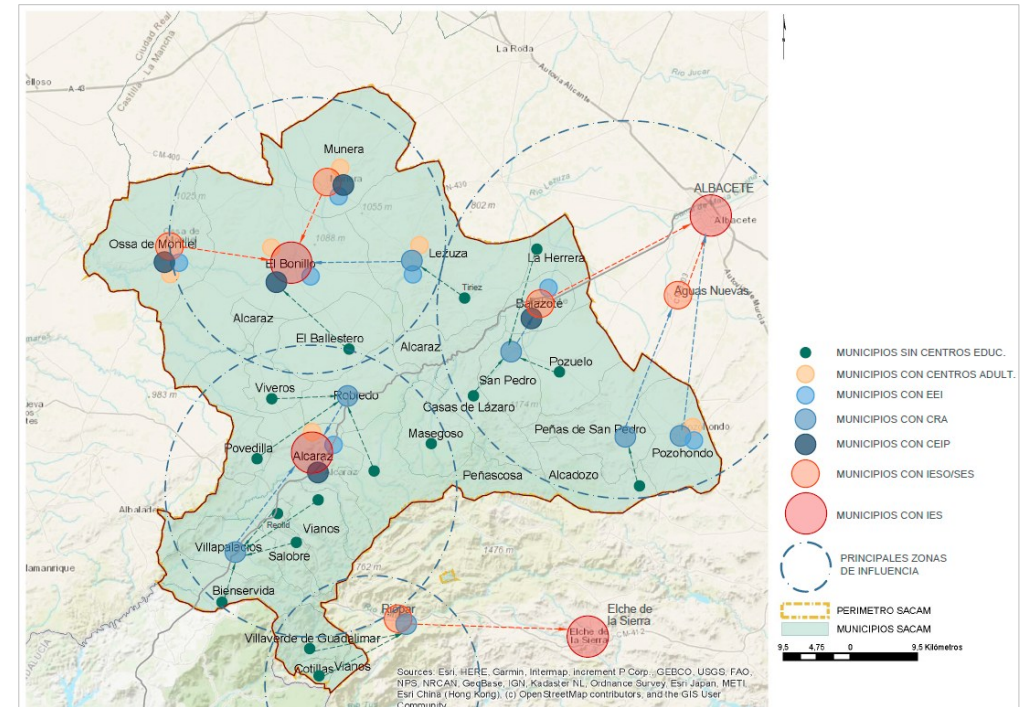 Ciudad Real
Castilla - La Mancha
La Roda
Autovía Alicante
Río Jucar
A-43
CM-400
N-430
Río Lezuza
802 m
Munera
1025 m
1055 m
1088 m
ALBACETE
Albacete
Ossa de Montiel
El Bonillo
Lezuza
La Herrera
Tiriez
Aguas Nuevas
Autovía de Murcia
Balazote
Alcaraz
El Ballestero
Alcaraz
Pozuelo
San Pedro
983 m
Viveros
Robledo
Casas de Lázaro
Masegoso
Peñas de San Pedro
Pozohondo
Povedilla
Alcaraz
Peñascosa
Alcadozo
Vianos
Reolid
Villapalacios
Salobre
1476 m
762 m
Bienservida
Riópar
Elche de
la Sierra
Elche de
la Sierra
CM-412
Villaverde de Guadalimar
Cotillas
Vianos
Sources: Esri, HERE, Garmin, Intermap, increment P Corp., GEBCO, USGS, FAO,
NPS, NRCAN, GeoBase, IGN, Kadaster NL, Ordnance Survey, Esri Japan, METI,
Esri China (Hong Kong), (c) OpenStreetMap contributors, and the GIS User
Community
MUNICIPIOS SIN CENTROS EDUC.
MUNICIPIOS CON CENTROS ADULT.
MUNICIPIOS CON EEI
MUNICIPIOS CON CRA
MUNICIPIOS CON CEIP
MUNICIPIOS CON IESO/SES
MUNICIPIOS CON IES
PRINCIPALES ZONAS
DE INFLUENCIA
PERIMETRO SACAM
MUNICIPIOS SACAM
9,5 4,75 0 9,5 Kilómetros